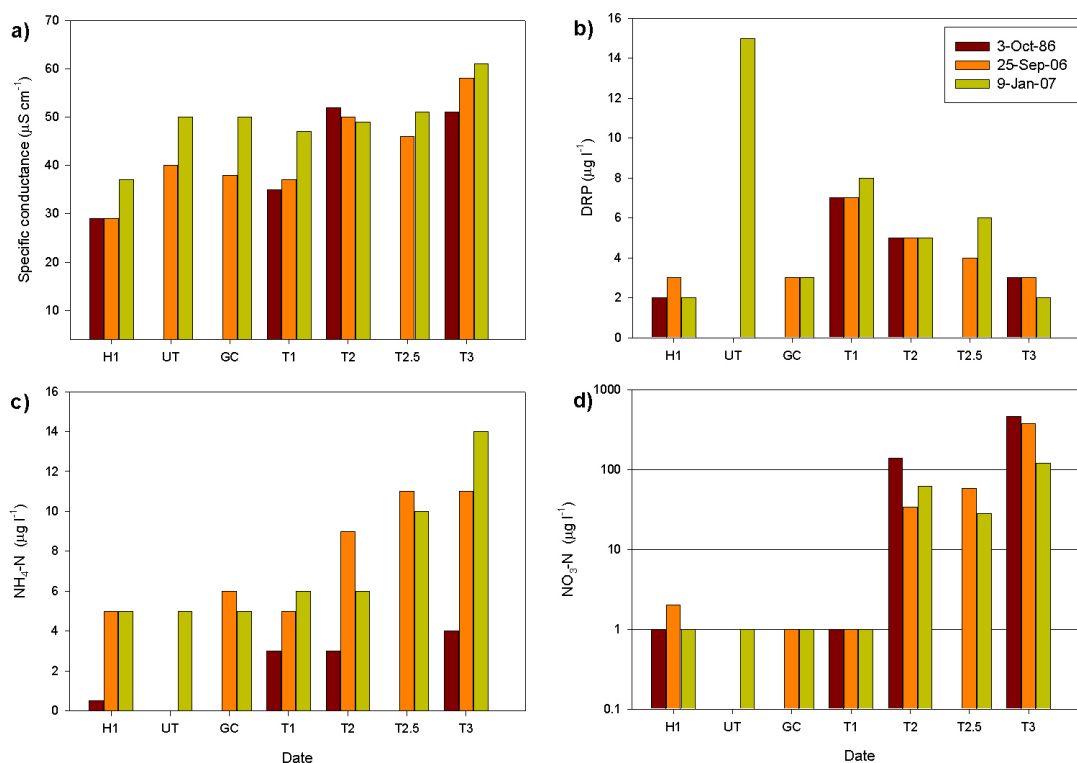 a)
Specific conductance (µS cm⁻¹)
70
60
50
40
30
20
10
H1 UT GC T1 T2 T2.5 T3
b)
DRP (µg l⁻¹)
16
14
12
10
8
6
4
2
0
3-Oct-86
25-Sep-06
9-Jan-07
H1 UT GC T1 T2 T2.5 T3
c)
NH₄-N (µg l⁻¹)
16
14
12
10
8
6
4
2
0
H1 UT GC T1 T2 T2.5 T3
Date
d)
NO₃-N (µg l⁻¹)
1000
100
10
1
0.1
H1 UT GC T1 T2 T2.5 T3
Date